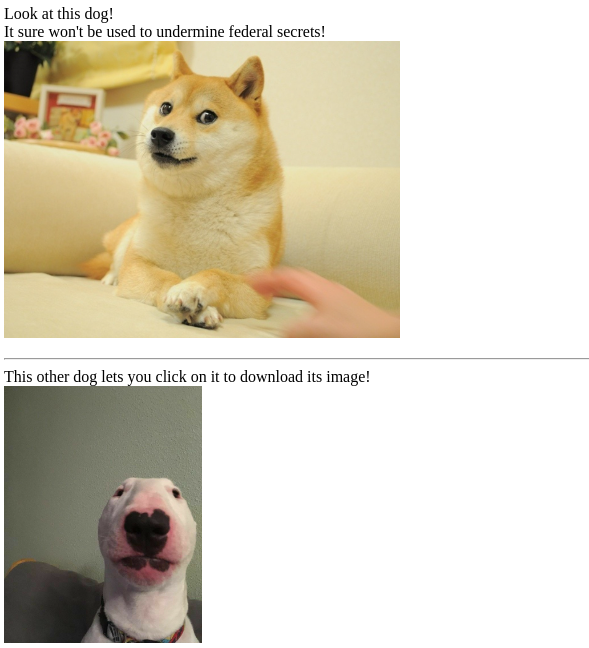 Look at this dog!
It sure won't be used to undermine federal secrets!
This other dog lets you click on it to download its image!